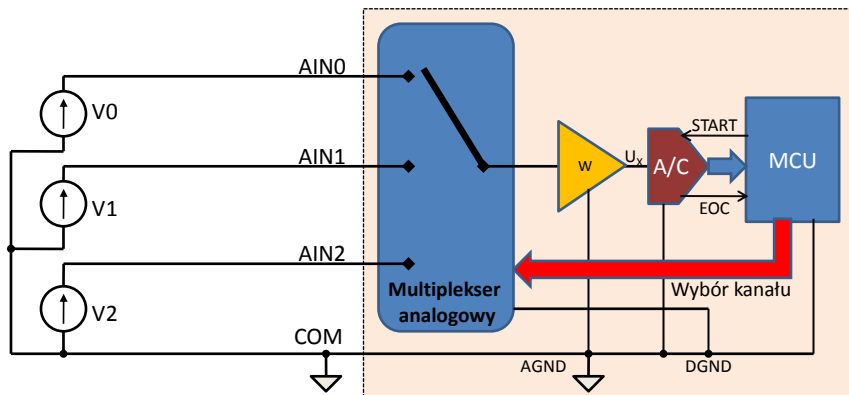 AIN0
V0
START
AIN1
w
Ux
A/C
MCU
V1
EOC
AIN2
Multiplekser
analogowy
Wybór kanału
V2
COM
AGND
DGND